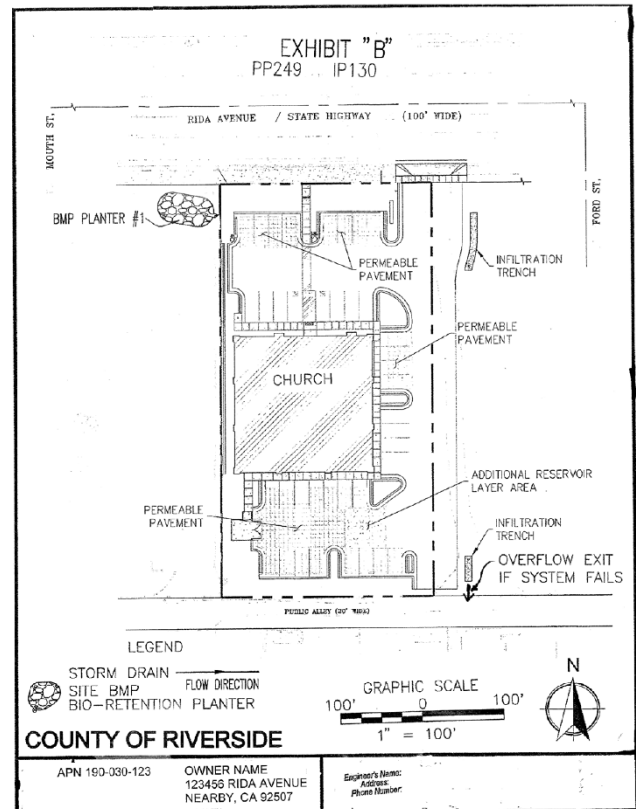 EXHIBIT "B"
PP249 IP130
RIDA AVENUE / STATE HIGHWAY (100' WIDE)
MOUTH ST.
FORD ST.
BMP PLANTER #1
PERMEABLE
PAVEMENT
INFILTRATION
TRENCH
PERMEABLE
PAVEMENT
CHURCH
ADDITIONAL RESERVOIR
LAYER AREA
PERMEABLE
PAVEMENT
INFILTRATION
TRENCH
OVERFLOW EXIT
IF SYSTEM FAILS
PUBLIC ALLEY (20' WIDE)
LEGEND
STORM DRAIN
FLOW DIRECTION
SITE BMP
BIO-RETENTION PLANTER
GRAPHIC SCALE
100' 0 100'
1" = 100'
N
COUNTY OF RIVERSIDE
APN 190-030-123
OWNER NAME
123456 RIDA AVENUE
NEARBY, CA 92507
Engineer's Name:
Address:
Phone Number: